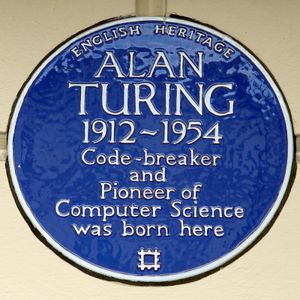 ENGLISH HERITAGE
ALAN
TURING
1912~1954
Code-breaker
and
Pioneer of
Computer Science
was born here